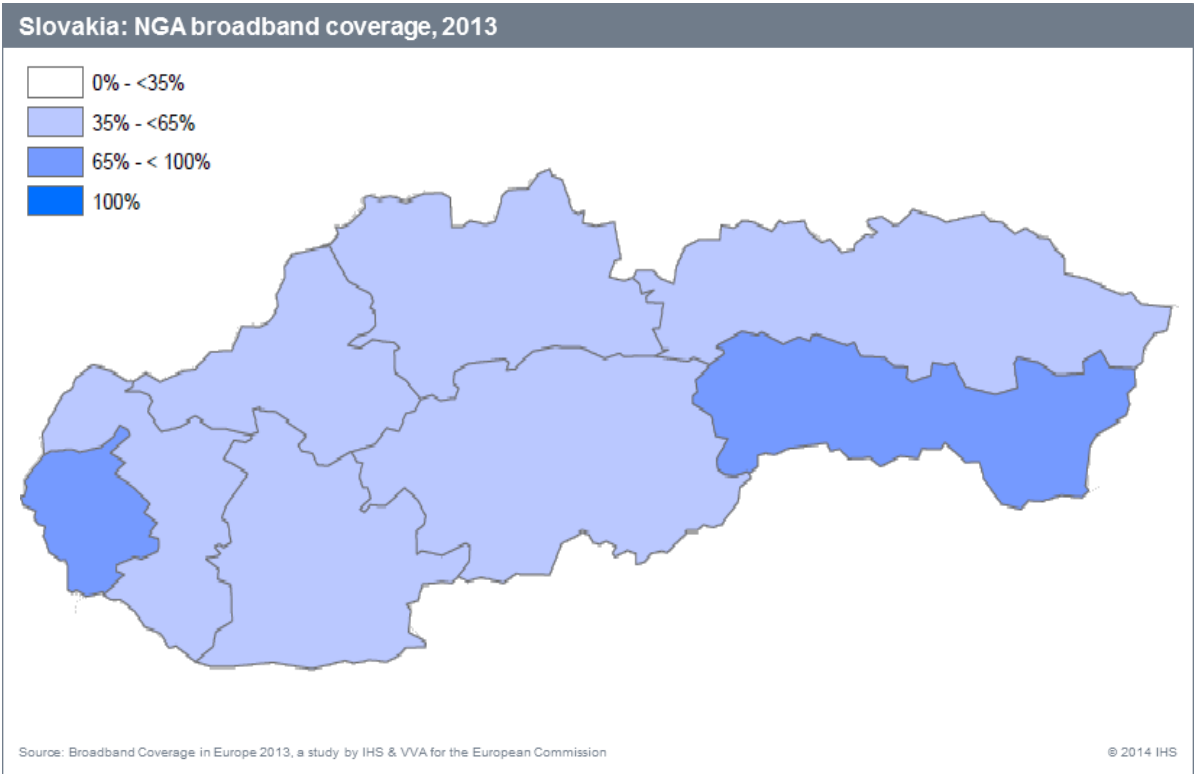 Slovakia: NGA broadband coverage, 2013
0% - <35%
35% - <65%
65% - < 100%
100%
Source: Broadband Coverage in Europe 2013, a study by IHS & VVA for the European Commission
© 2014 IHS